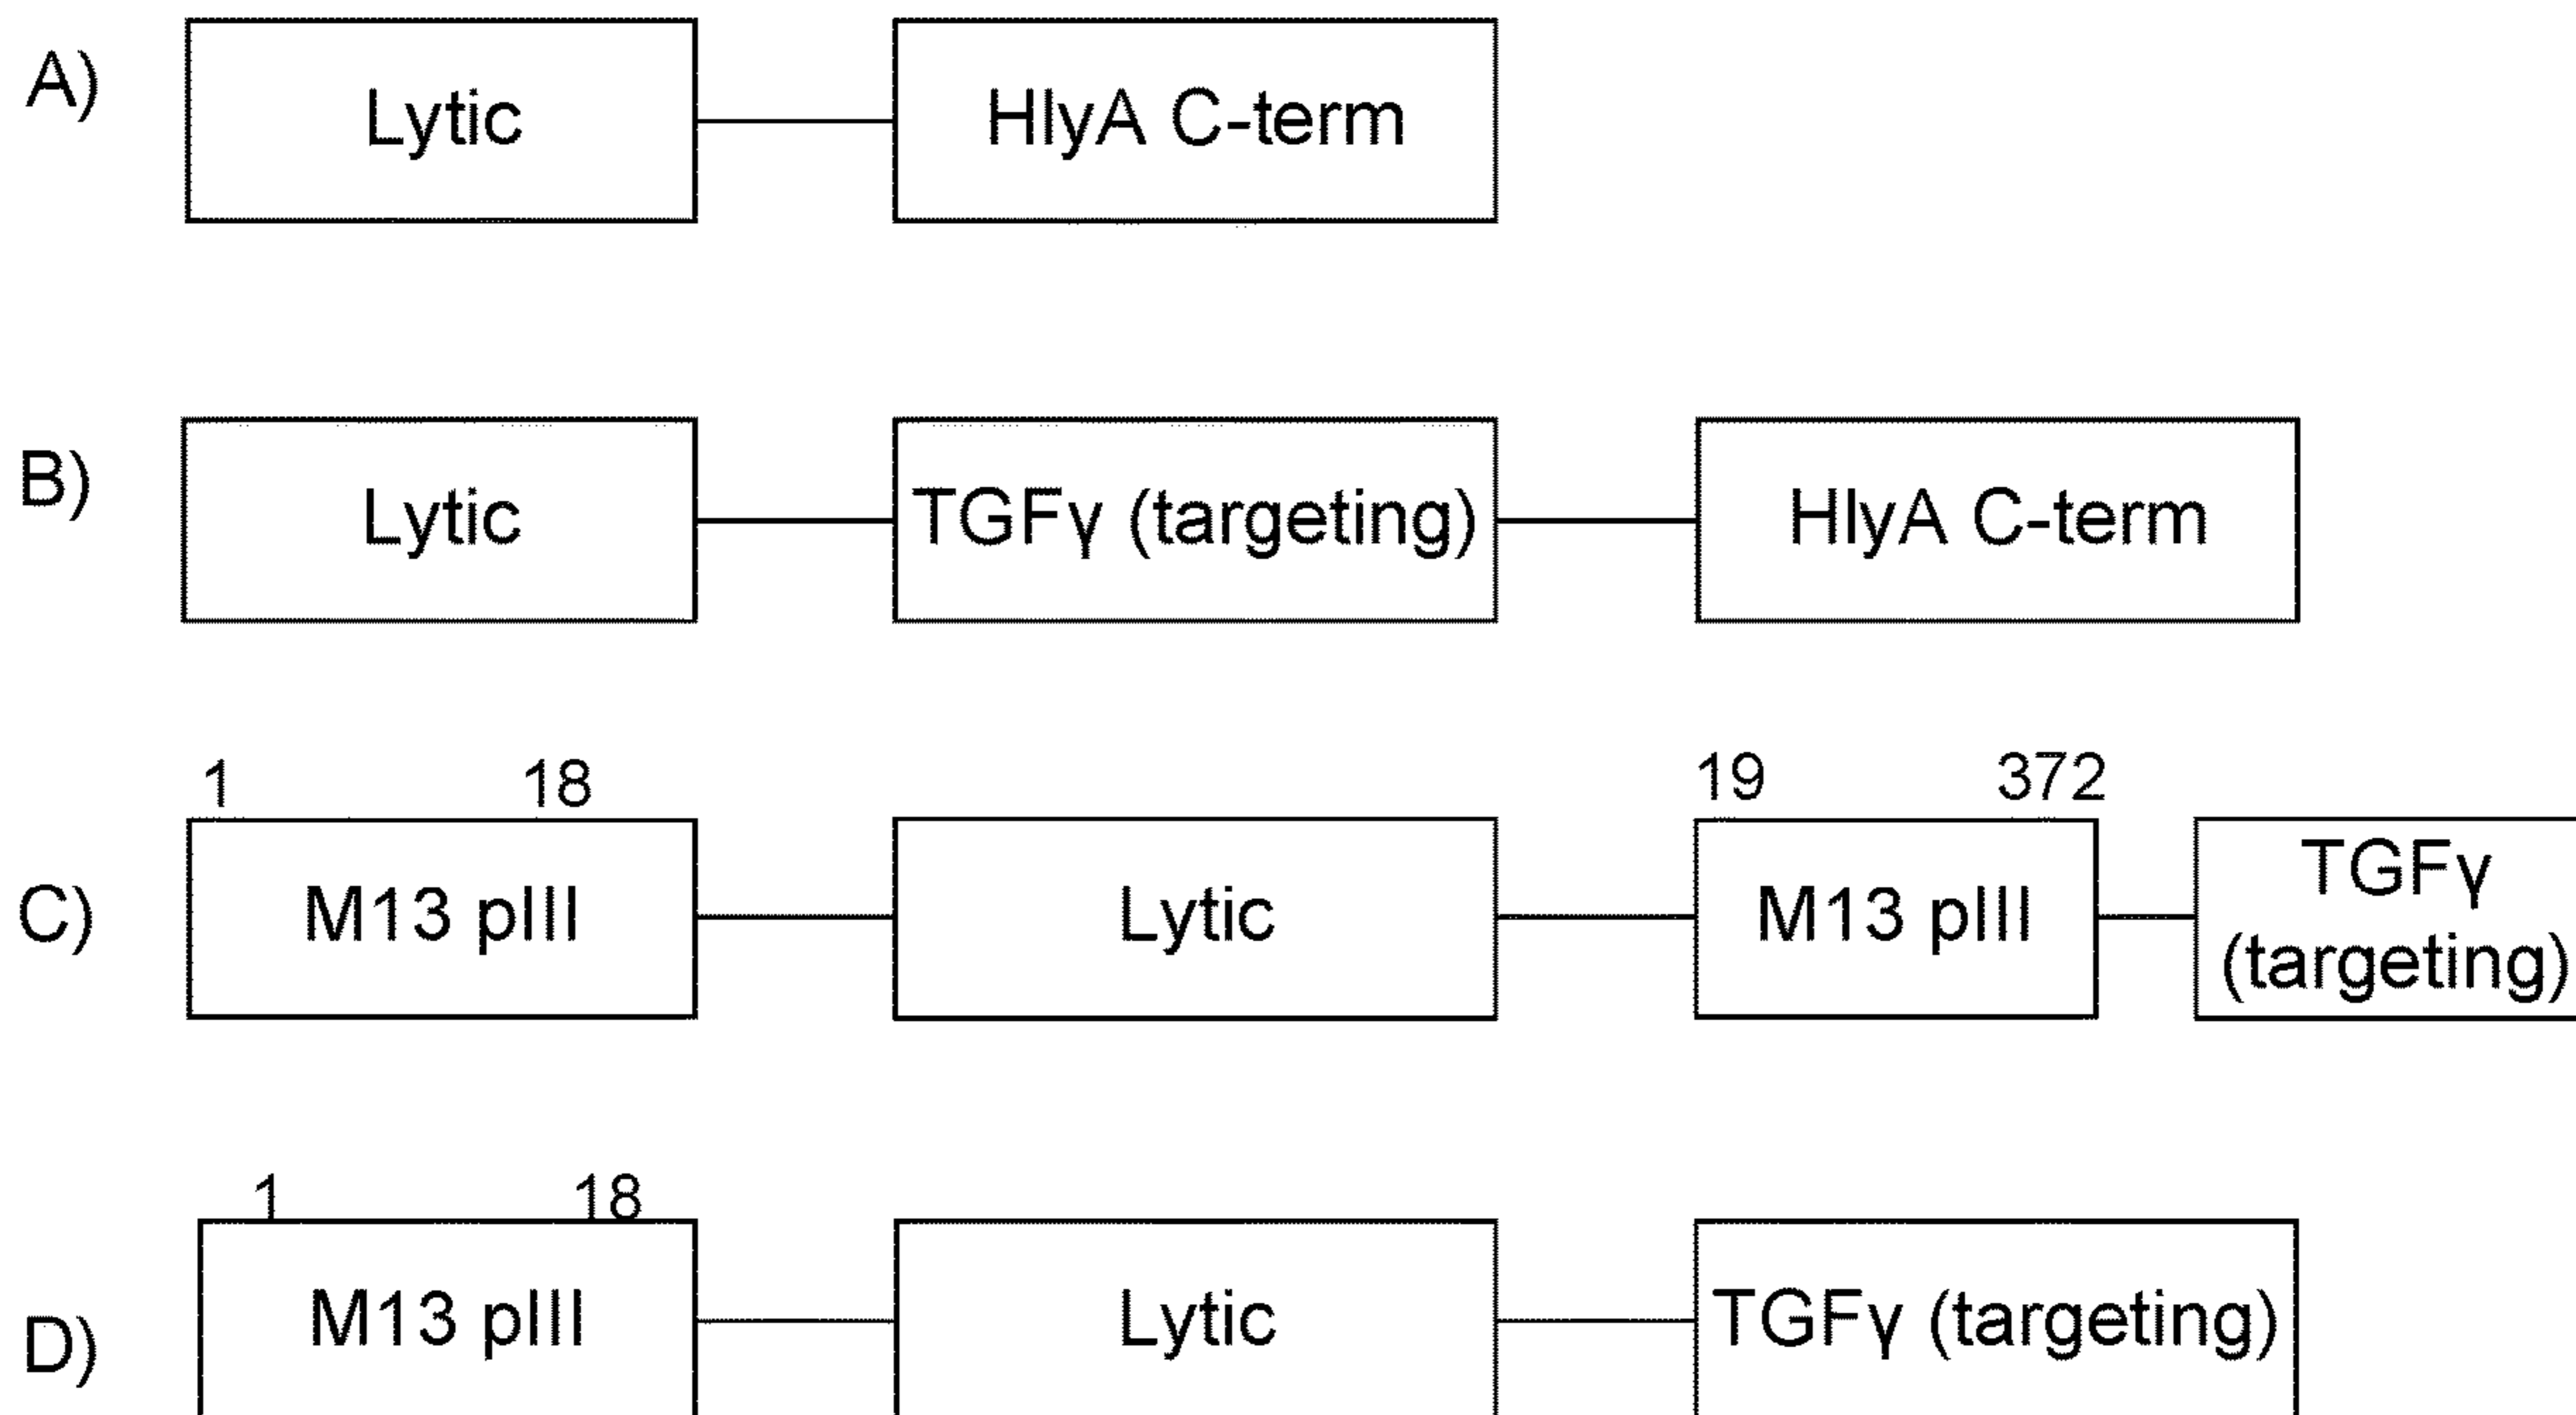 A) Lytic HlyA C-term
B) Lytic TGFγ (targeting) HlyA C-term
1 18 19 372
C) M13 pIII Lytic M13 pIII TGFγ (targeting)
1 18
D) M13 pIII Lytic TGFγ (targeting)